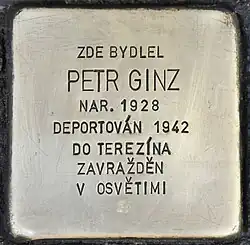 ZDE BYDLEL
PETR GINZ
NAR. 1928
DEPORTOVÁN 1942
DO TEREZÍNA
ZAVRAŽDĚN
V OSVĚTIMI